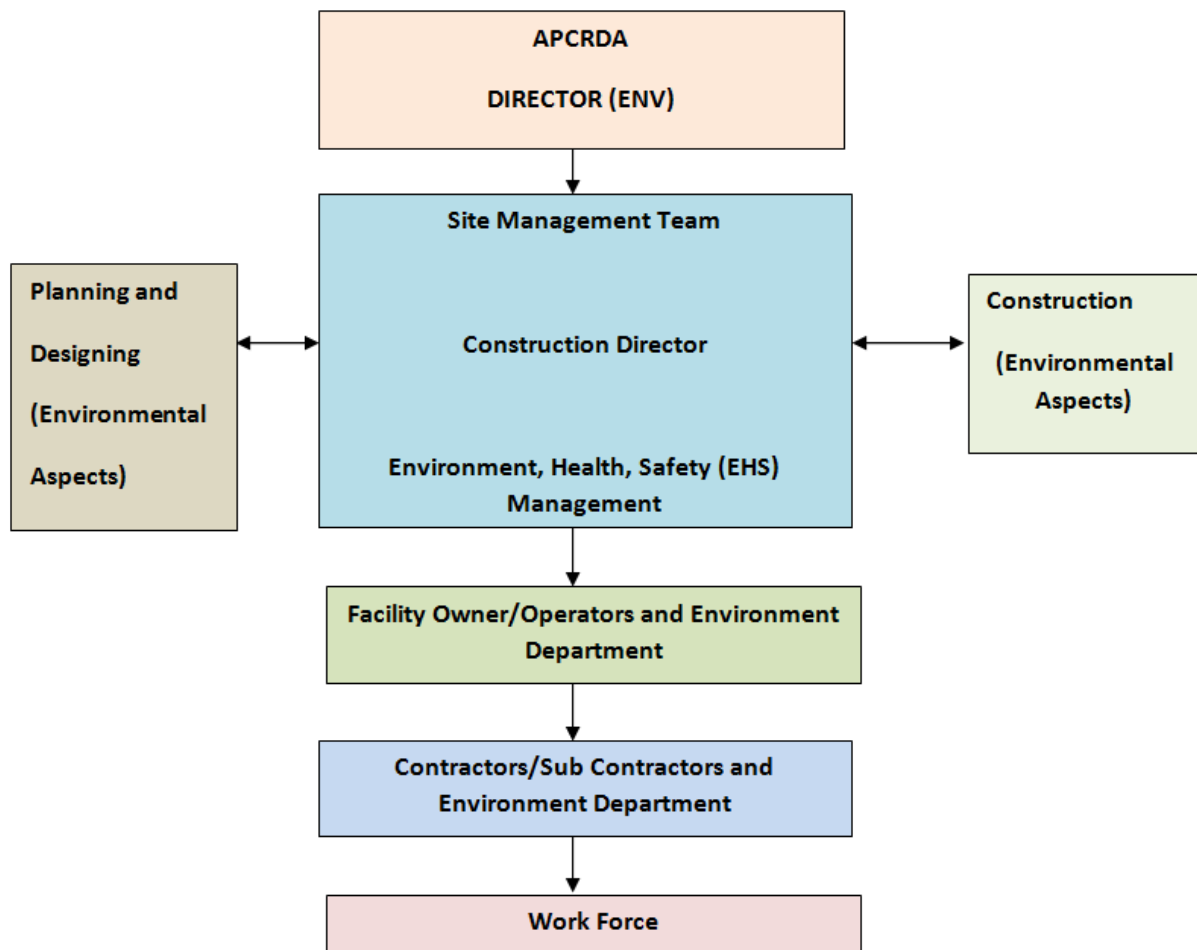 APCRDA
DIRECTOR (ENV)
Site Management Team
Planning and
Designing
(Environmental
Aspects)
Construction Director
Construction
(Environmental
Aspects)
Environment, Health, Safety (EHS)
Management
Facility Owner/Operators and Environment
Department
Contractors/Sub Contractors and
Environment Department
Work Force